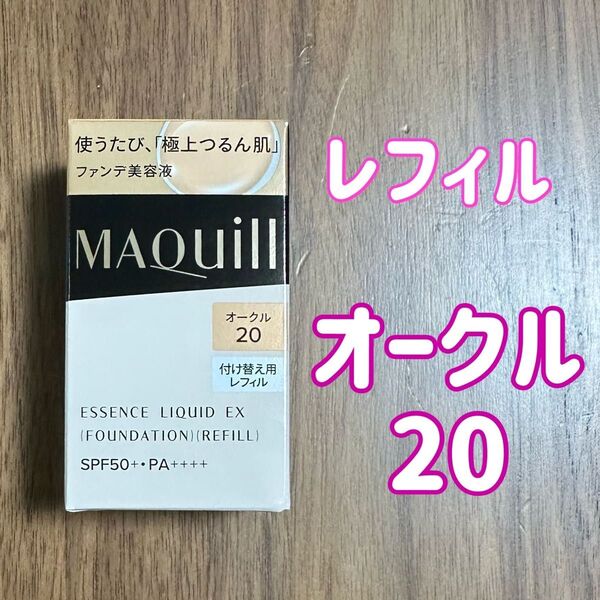 使うたび、「極上つるん肌」
ファンデ美容液
MAQuill
オークル
20
付け替え用
レフィル
ESSENCE LIQUID EX
(FOUNDATION)(REFILL)
SPF50+・PA++++
レフィル
オークル
20